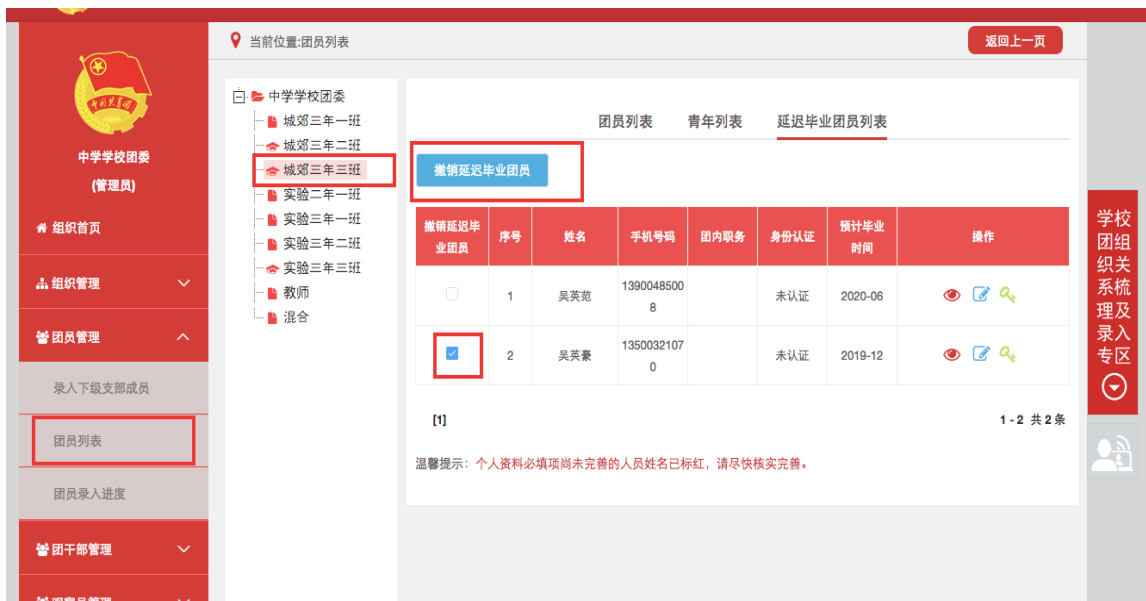 当前位置:团员列表
返回上一页
中国共青团
中学学校团委
(管理员)
组织首页
组织管理
团员管理
录入下级支部成员
团员列表
团员录入进度
团干部管理
中学学校团委
城郊三年一班
城郊三年二班
城郊三年三班
实验二年一班
实验三年一班
实验三年二班
实验三年三班
教师
混合
团员列表 青年列表 延迟毕业团员列表
撤销延迟毕业团员
撤销延迟毕
业团员 序号 姓名 手机号码 团内职务 身份认证 预计毕业
时间 操作
1 吴英范 1390048500
8 未认证 2020-06
2 吴英豪 1350032107
0 未认证 2019-12
[1] 1 - 2 共 2 条
温馨提示：个人资料必填项尚未完善的人员姓名已标红，请尽快核实完善。
学校
团组
织关
系梳
理及
录入
专区